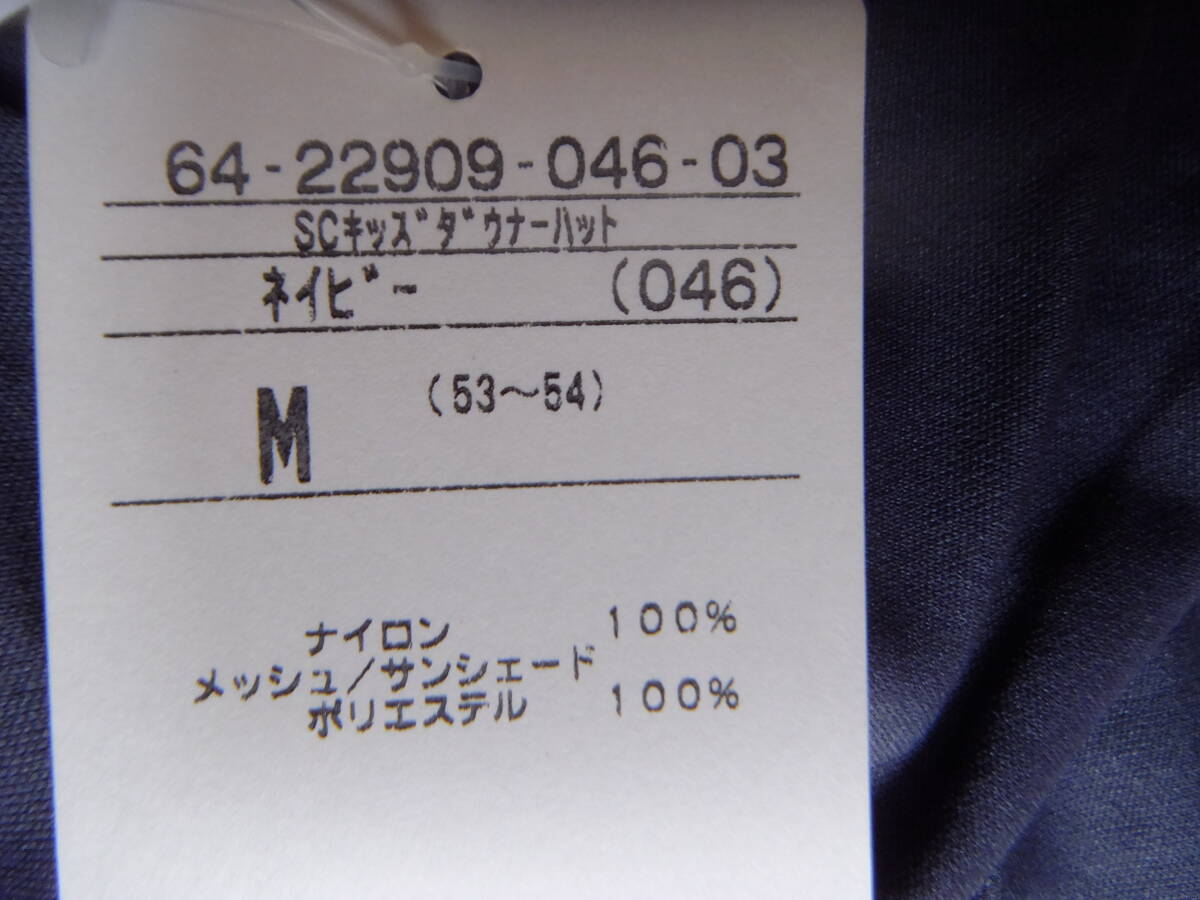 64-22909-046-03
SCキッズダウナーハット
ネイビー (046)
M (53〜54)
ナイロン 100%
メッシュ/サンシェード
ポリエステル 100%